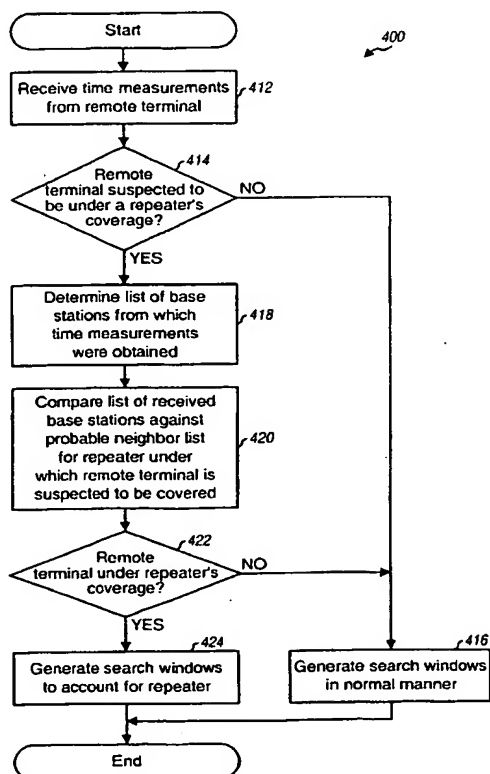 Start
400
Receive time measurements
from remote terminal
412
414
Remote
terminal suspected to
be under a repeater's
coverage?
NO
YES
Determine list of base
stations from which
time measurements
were obtained
418
Compare list of received
base stations against
probable neighbor list
for repeater under
which remote terminal is
suspected to be covered
420
422
Remote
terminal under repeater's
coverage?
NO
YES
424
Generate search windows
to account for repeater
416
Generate search windows
in normal manner
End